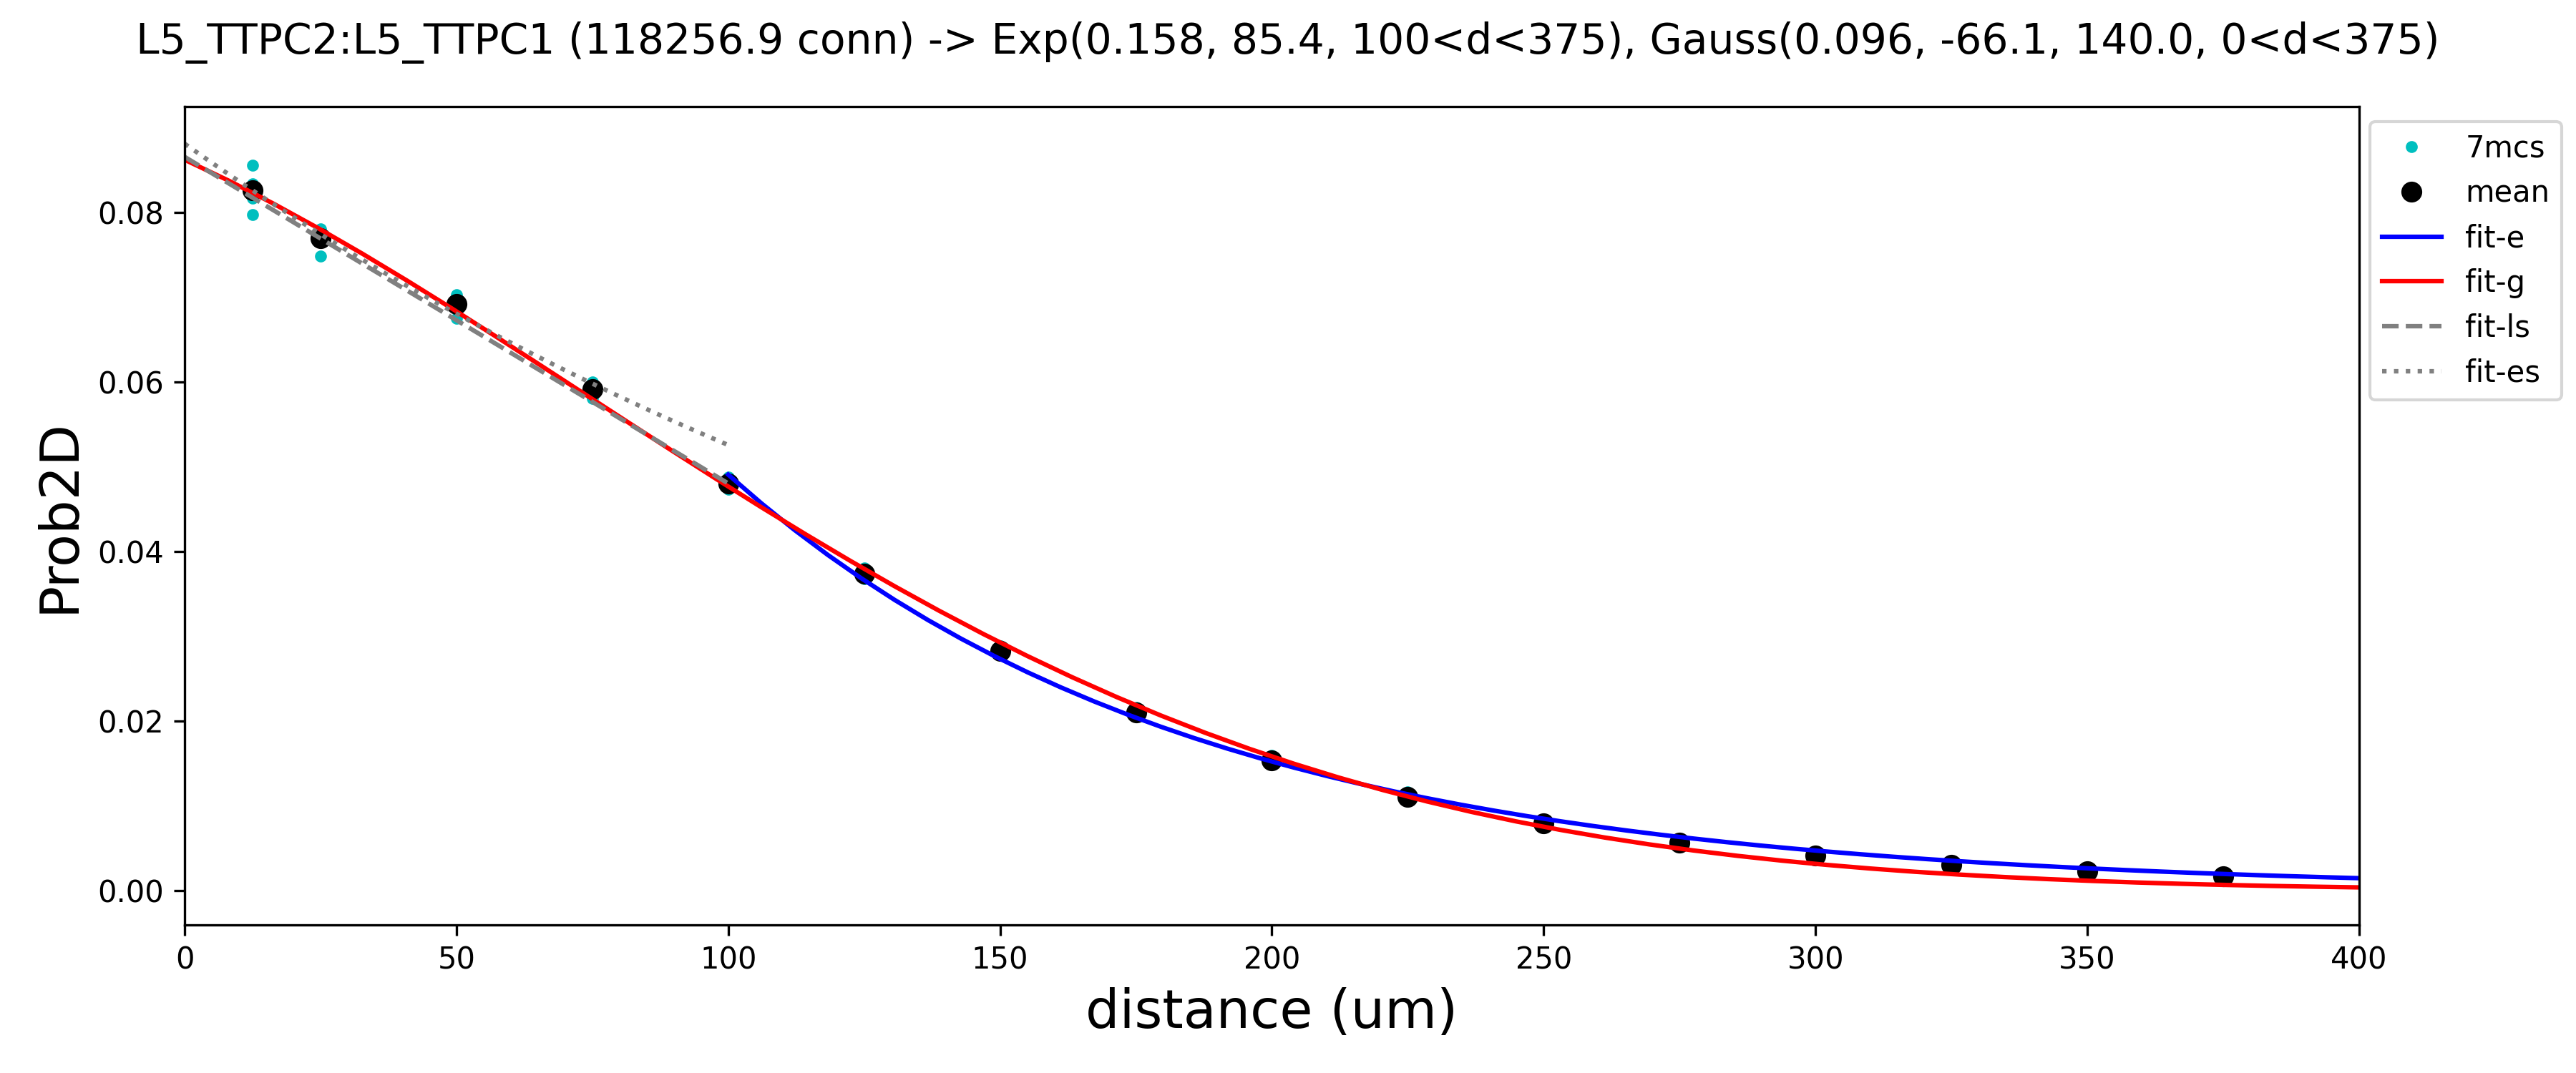 L5_TTPC2:L5_TTPC1 (118256.9 conn) -> Exp(0.158, 85.4, 100<d<375), Gauss(0.096, -66.1, 140.0, 0<d<375)
7mcs
mean
fit-e
fit-g
fit-ls
fit-es
Prob2D
0.08
0.06
0.04
0.02
0.00
0 50 100 150 200 250 300 350 400
distance (um)